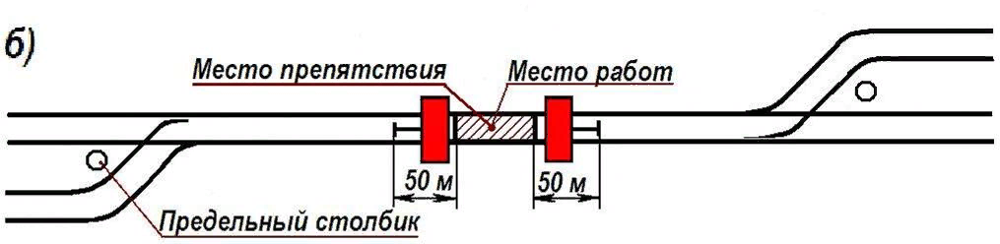 б)
Место препятствия
Место работ
50 м
50 м
Предельный столбик